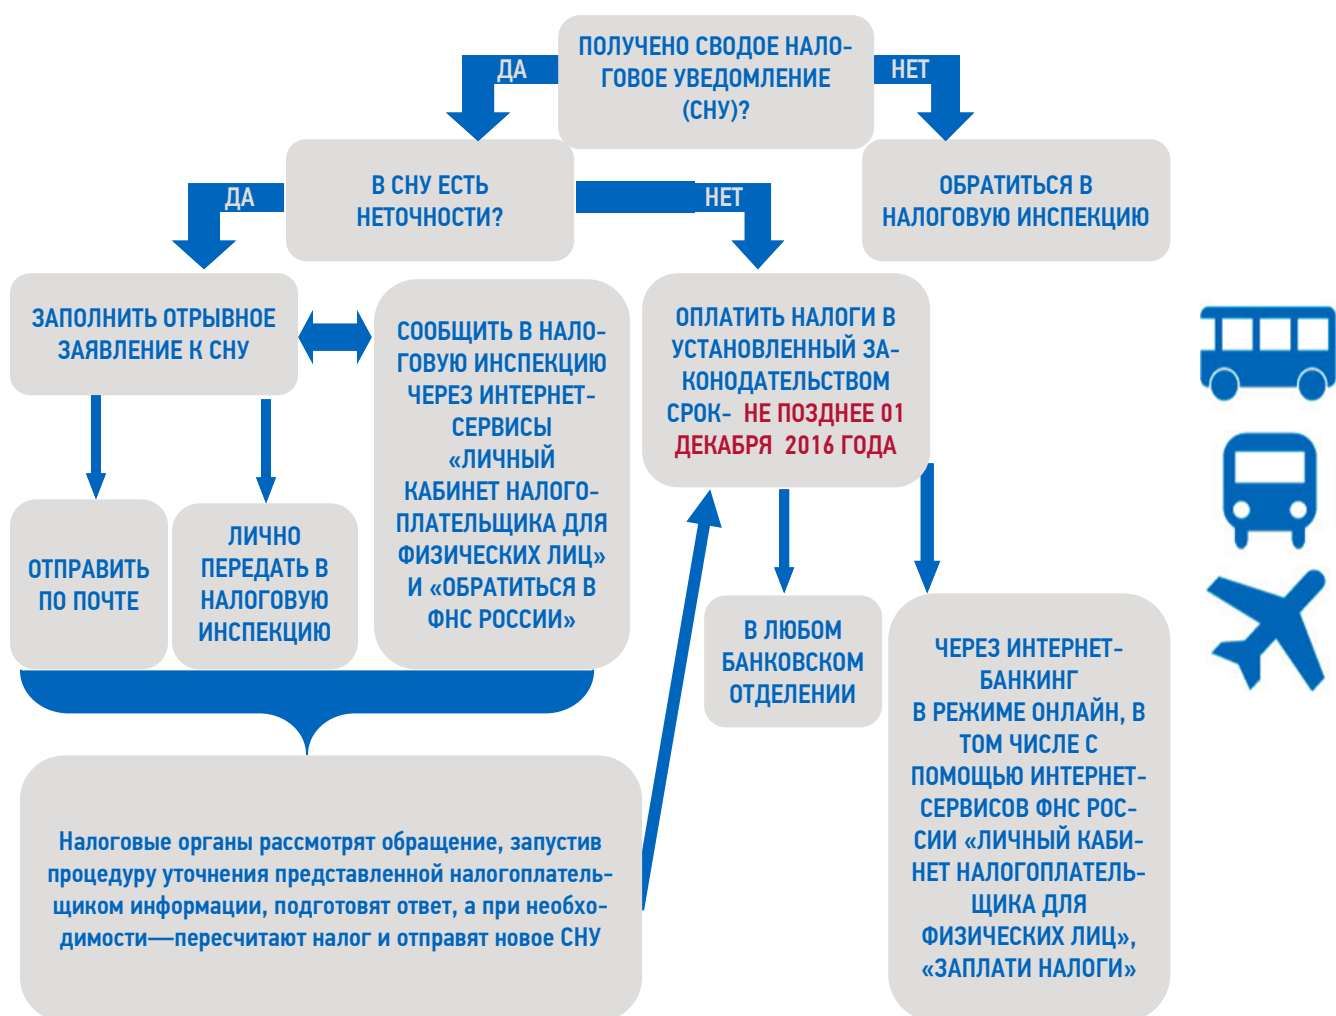 ПОЛУЧЕНО СВОДОЕ НАЛО-
ГОВОЕ УВЕДОМЛЕНИЕ
(СНУ)?
ДА
НЕТ
В СНУ ЕСТЬ
НЕТОЧНОСТИ?
ОБРАТИТЬСЯ В
НАЛОГОВУЮ ИНСПЕКЦИЮ
ДА
НЕТ
ЗАПОЛНИТЬ ОТРЫВНОЕ
ЗАЯВЛЕНИЕ К СНУ
СООБЩИТЬ В НАЛО-
ГОВУЮ ИНСПЕКЦИЮ
ЧЕРЕЗ ИНТЕРНЕТ-
СЕРВИСЫ
«ЛИЧНЫЙ
КАБИНЕТ НАЛОГО-
ПЛАТЕЛЬЩИКА ДЛЯ
ФИЗИЧЕСКИХ ЛИЦ»
И «ОБРАТИТЬСЯ В
ФНС РОССИИ»
ОПЛАТИТЬ НАЛОГИ В
УСТАНОВЛЕННЫЙ ЗА-
КОНОДАТЕЛЬСТВОМ
СРОК- НЕ ПОЗДНЕЕ 01
ДЕКАБРЯ 2016 ГОДА
ОТПРАВИТЬ
ПО ПОЧТЕ
ЛИЧНО
ПЕРЕДАТЬ В
НАЛОГОВУЮ
ИНСПЕКЦИЮ
В ЛЮБОМ
БАНКОВСКОМ
ОТДЕЛЕНИИ
ЧЕРЕЗ ИНТЕРНЕТ-
БАНКИНГ
В РЕЖИМЕ ОНЛАЙН, В
ТОМ ЧИСЛЕ С
ПОМОЩЬЮ ИНТЕРНЕТ-
СЕРВИСОВ ФНС РОС-
СИИ «ЛИЧНЫЙ КАБИ-
НЕТ НАЛОГОПЛАТЕЛЬ-
ЩИКА ДЛЯ
ФИЗИЧЕСКИХ ЛИЦ»,
«ЗАПЛАТИ НАЛОГИ»
Налоговые органы рассмотрят обращение, запустив
процедуру уточнения представленной налогоплатель-
щиком информации, подготовят ответ, а при необхо-
димости—пересчитают налог и отправят новое СНУ